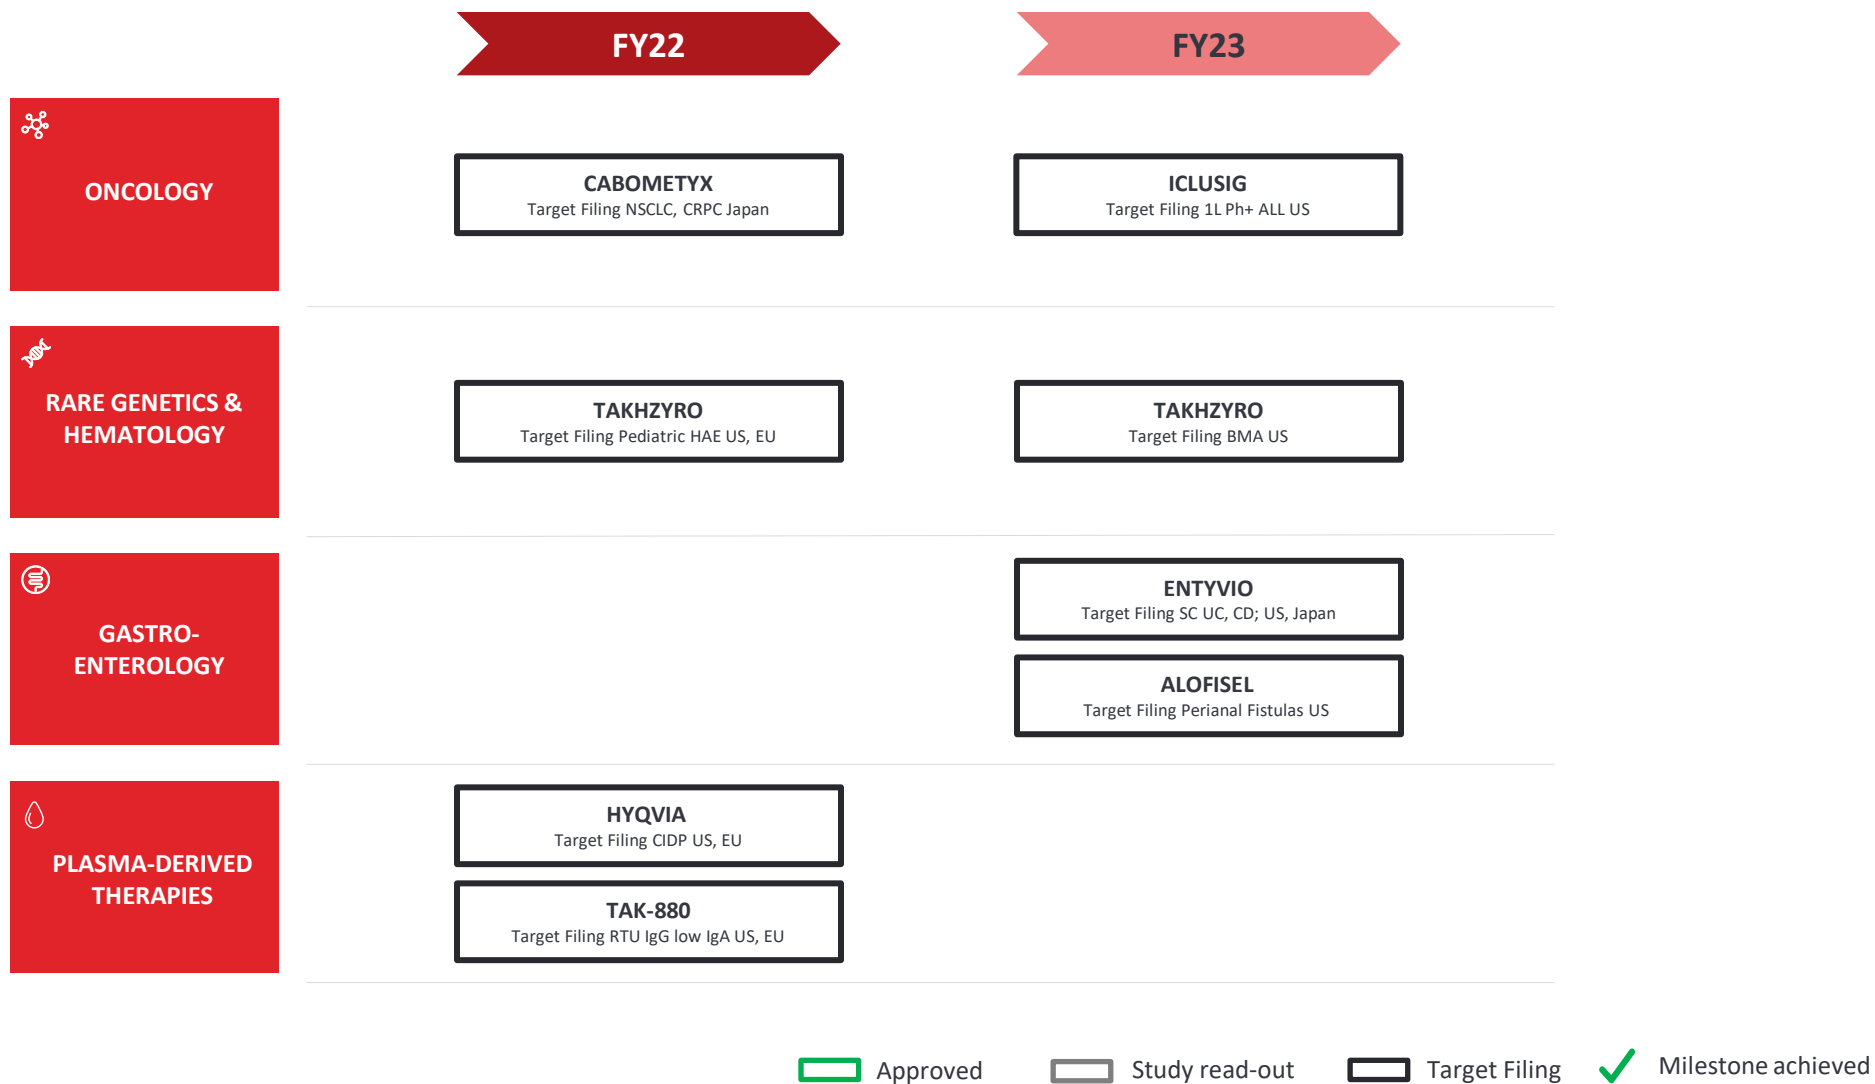 FY22
FY23
ONCOLOGY
CABOMETYX
Target Filing NSCLC, CRPC Japan
ICLUSIG
Target Filing 1L Ph+ ALL US
RARE GENETICS &
HEMATOLOGY
TAKHZYRO
Target Filing Pediatric HAE US, EU
TAKHZYRO
Target Filing BMA US
GASTRO-
ENTEROLOGY
ENTYVIO
Target Filing SC UC, CD; US, Japan
ALOFISEL
Target Filing Perianal Fistulas US
PLASMA-DERIVED
THERAPIES
HYQVIA
Target Filing CIDP US, EU
TAK-880
Target Filing RTU IgG low IgA US, EU
Approved
Study read-out
Target Filing
Milestone achieved